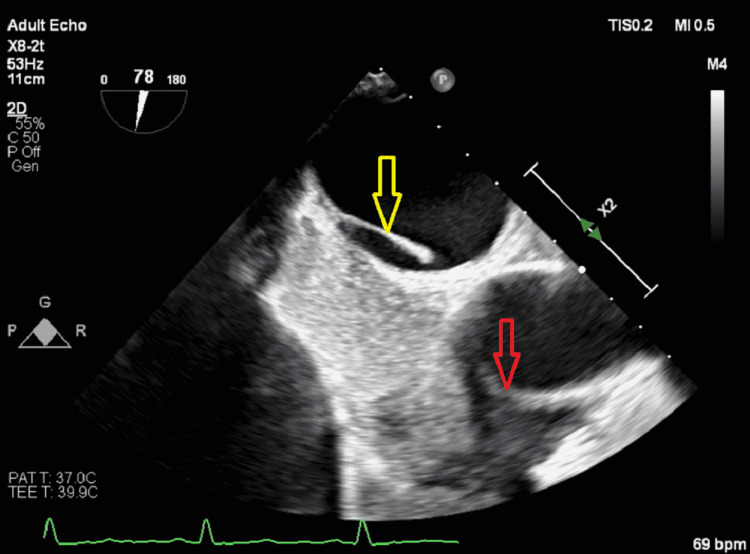 Adult Echo
X8-2t
53Hz
11cm
2D
55%
C 50
P Off
Gen
0 78 180
P
TIS0.2 MI 0.5
M4
X2
G
P R
PAT T: 37.0C
TEE T: 39.9C
69 bpm